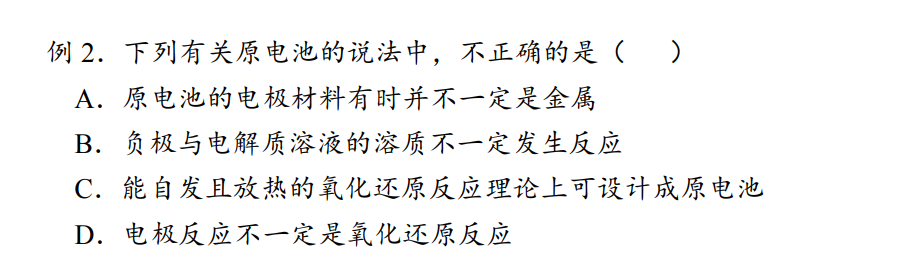 例 2．下列有关原电池的说法中，不正确的是（　　）
A．原电池的电极材料有时并不一定是金属
B．负极与电解质溶液的溶质不一定发生反应
C．能自发且放热的氧化还原反应理论上可设计成原电池
D．电极反应不一定是氧化还原反应